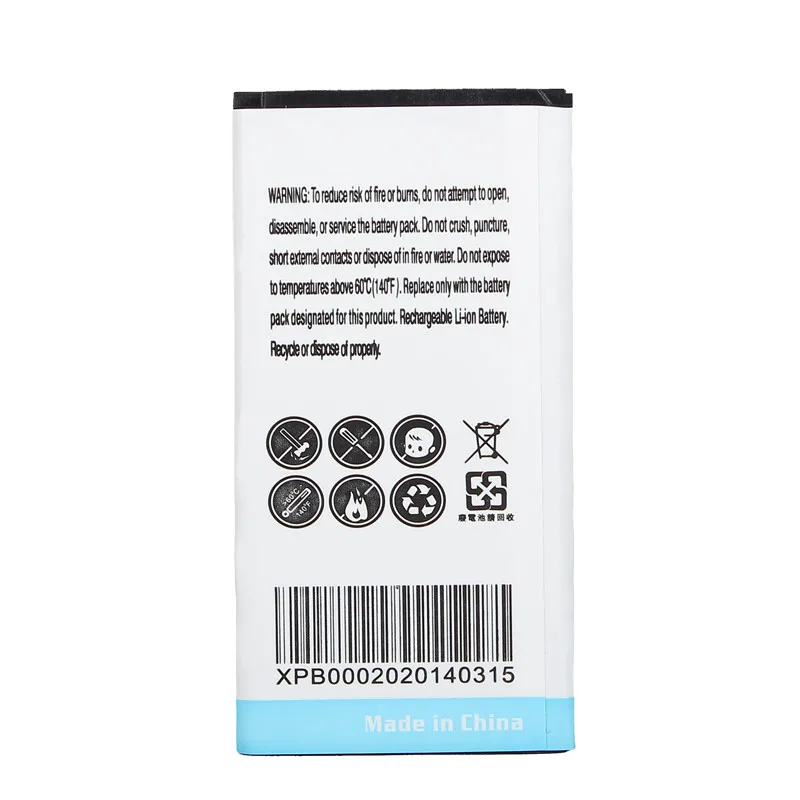 WARNING: To reduce risk of fire or burns, do not attempt to open,
disassemble, or service the battery pack. Do not crush, puncture,
short external contacts or dispose of in fire or water. Do not expose
to temperatures above 60℃(140℉). Replace only with the battery
pack designated for this product. Rechargeable Li-ion Battery.
Recycle or dispose of properly.
>60℃
140℉
廢電池請回收
XPB0002020140315
Made in China